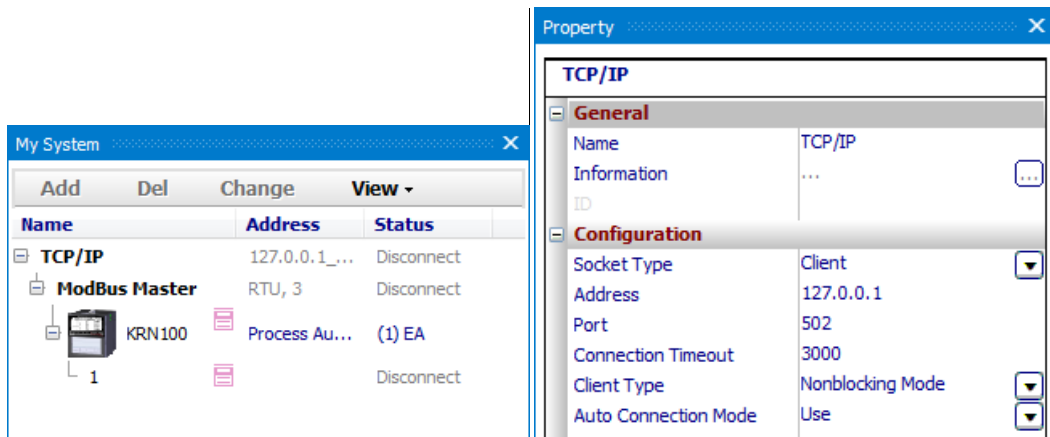 My System
Add Del Change View
Name Address Status
TCP/IP 127.0.0.1_... Disconnect
ModBus Master RTU, 3 Disconnect
KRN100 Process Au... (1) EA
1 Disconnect
Property
TCP/IP
General
Name TCP/IP
Information ... ...
ID
Configuration
Socket Type Client
Address 127.0.0.1
Port 502
Connection Timeout 3000
Client Type Nonblocking Mode
Auto Connection Mode Use